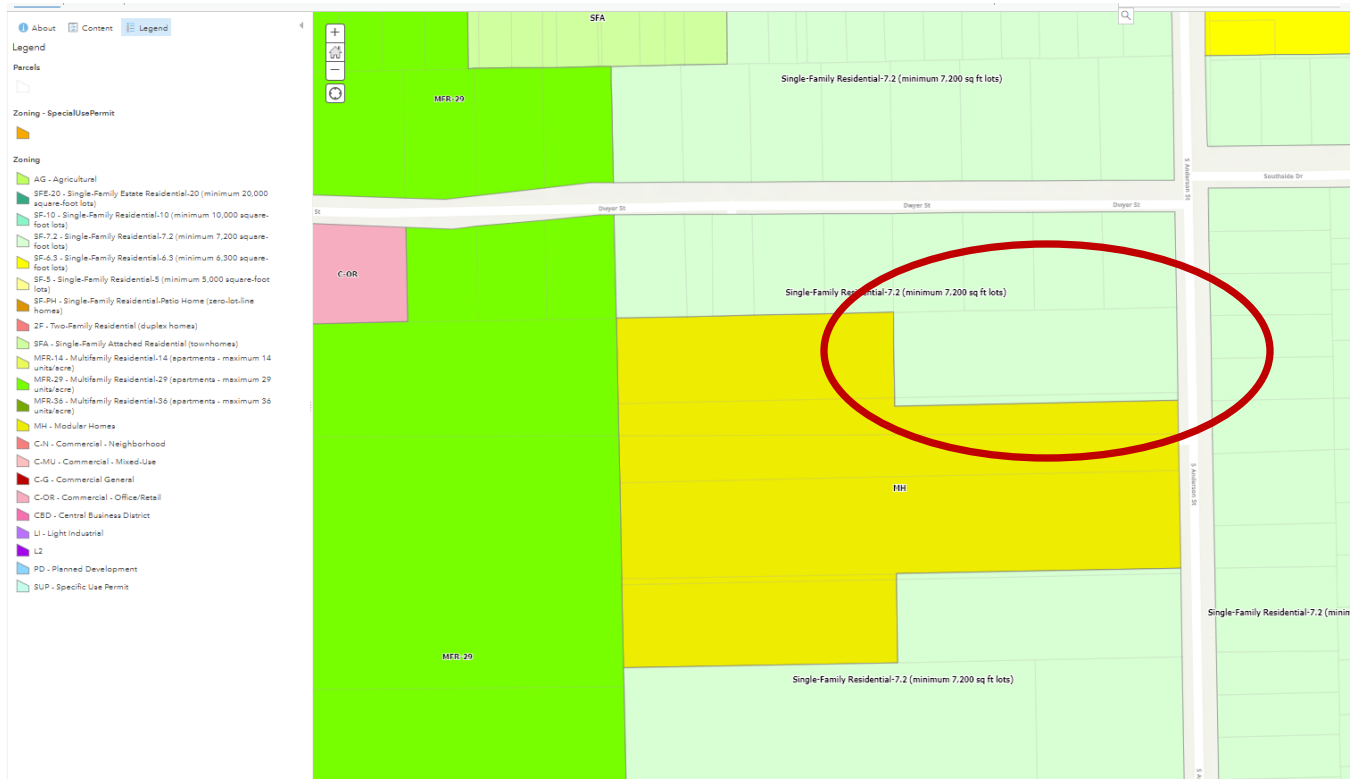 About
Content
Legend
Legend
Parcels
Zoning - SpecialUsePermit
Zoning
AG - Agricultural
SFE-20 - Single-Family Estate Residential-20 (minimum 20,000
square-foot lots)
SF-10 - Single-Family Residential-10 (minimum 10,000 square-
foot lots)
SF-7.2 - Single-Family Residential-7.2 (minimum 7,200 square-
foot lots)
SF-6.3 - Single-Family Residential-6.3 (minimum 6,300 square-
foot lots)
SF-5 - Single-Family Residential-5 (minimum 5,000 square-foot
lots)
SF-PH - Single-Family Residential-Patio Home (zero-lot-line
homes)
2F - Two-Family Residential (duplex homes)
SFA - Single-Family Attached Residential (townhomes)
MFR-14 - Multifamily Residential-14 (apartments - maximum 14
units/acre)
MFR-29 - Multifamily Residential-29 (apartments - maximum 29
units/acre)
MFR-36 - Multifamily Residential-36 (apartments - maximum 36
units/acre)
MH - Modular Homes
C-N - Commercial - Neighborhood
C-MU - Commercial - Mixed-Use
C-G - Commercial General
C-OR - Commercial - Office/Retail
CBD - Central Business District
LI - Light Industrial
L2
PD - Planned Development
SUP - Specific Use Permit
SFA
Single-Family Residential-7.2 (minimum 7,200 sq ft lots)
MFR-29
S Anderson St
Southside Dr
St
Dwyer St
Dwyer St
Dwyer St
C-OR
Single-Family Residential-7.2 (minimum 7,200 sq ft lots)
MH
S Anderson St
Single-Family Residential-7.2 (minim
MFR-29
Single-Family Residential-7.2 (minimum 7,200 sq ft lots)